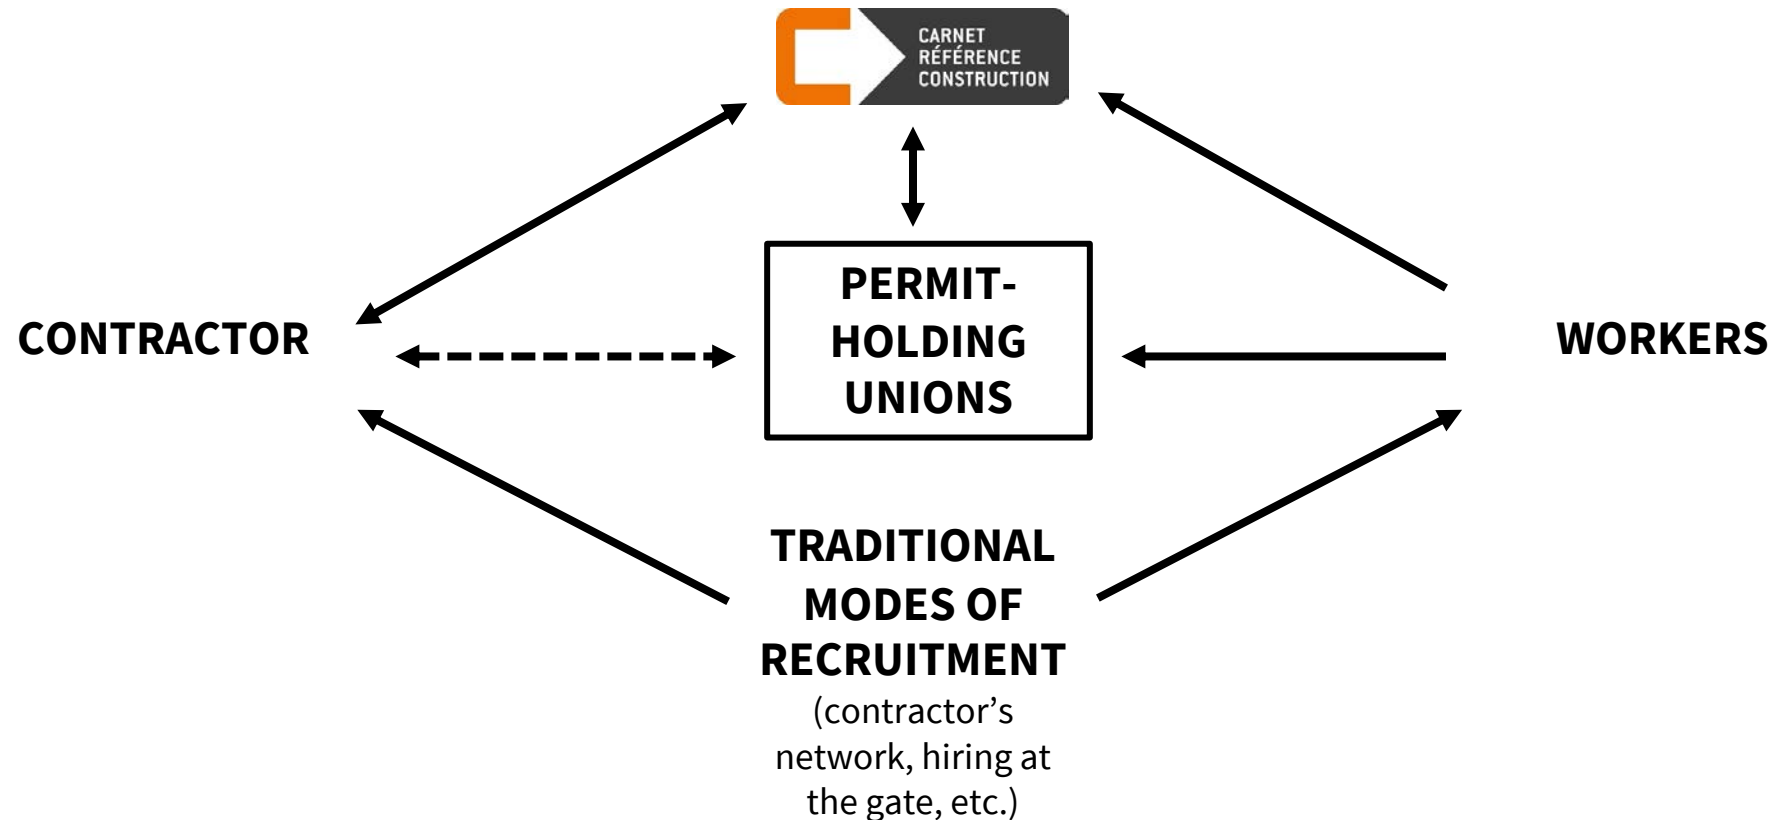 CARNET
RÉFÉRENCE
CONSTRUCTION
PERMIT-
HOLDING
UNIONS
CONTRACTOR
WORKERS
TRADITIONAL
MODES OF
RECRUITMENT
(contractor’s
network, hiring at
the gate, etc.)